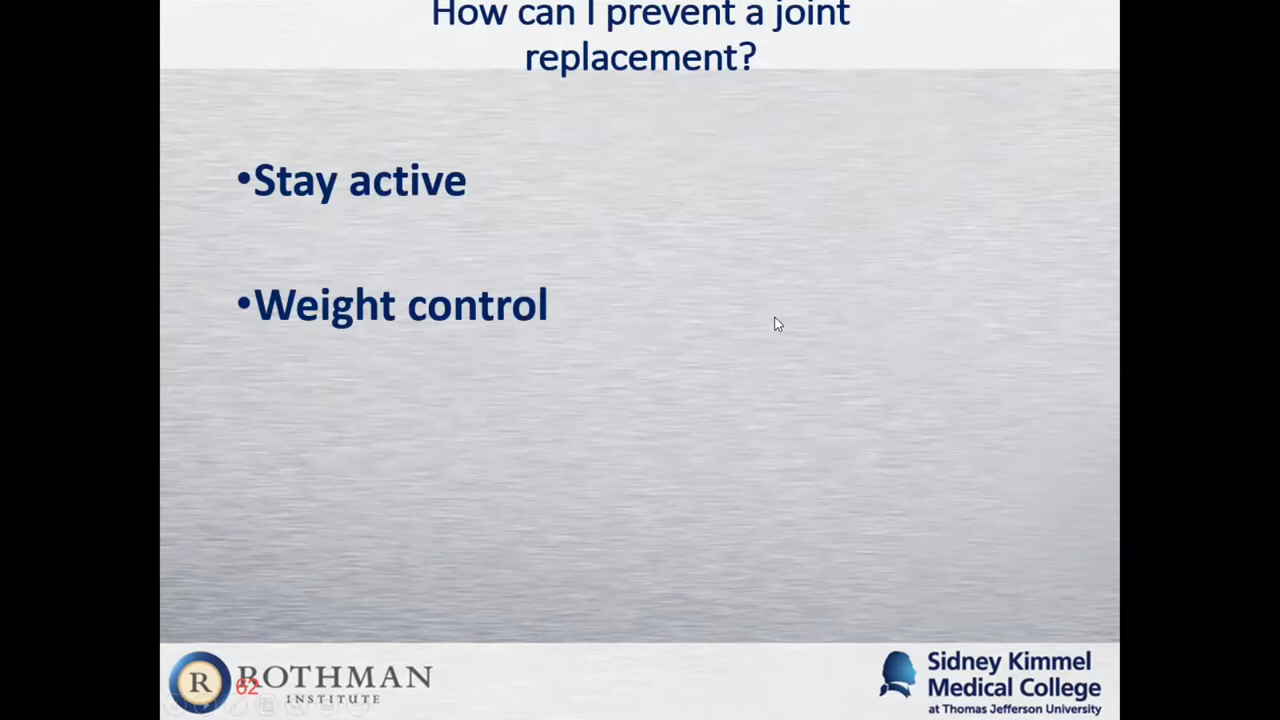 How can I prevent a joint
replacement?
•Stay active
•Weight control
R ROTHMAN
INSTITUTE
62
Sidney Kimmel
Medical College
at Thomas Jefferson University